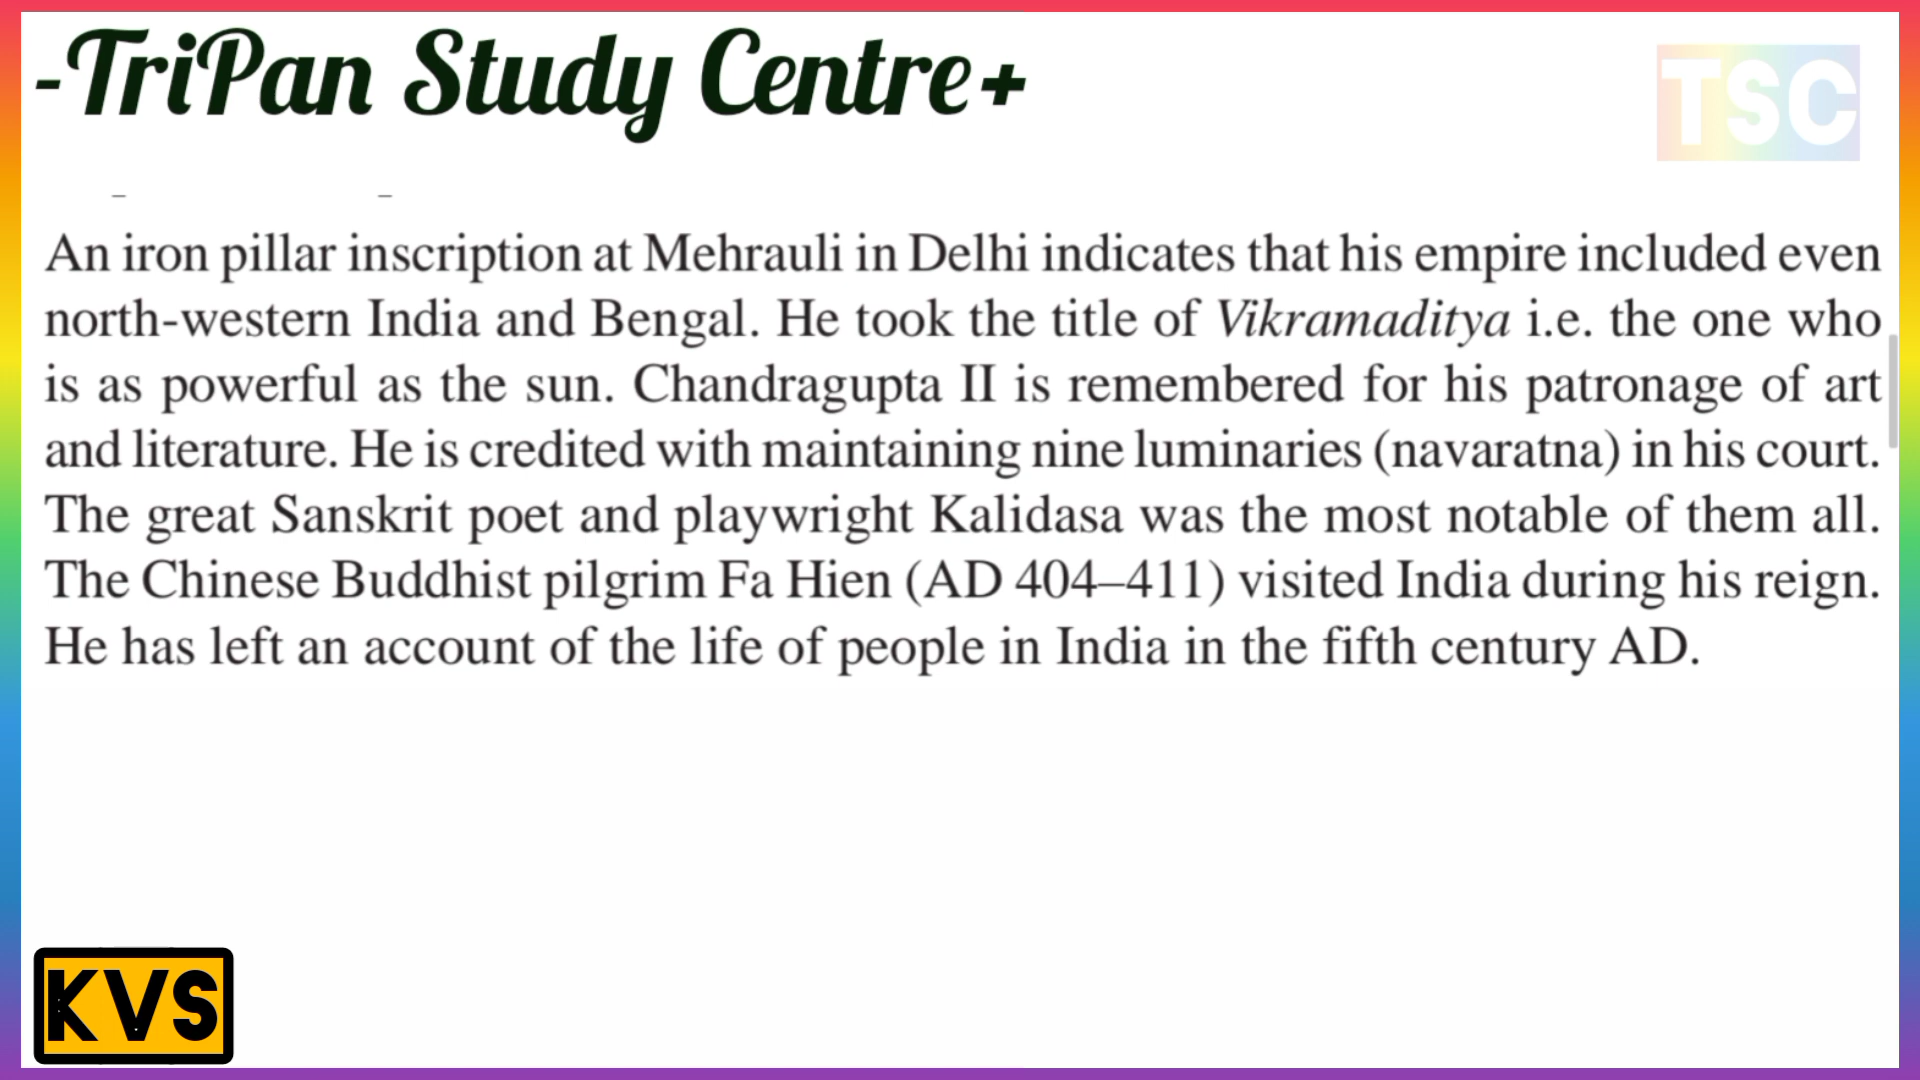 -TriPan Study Centre+
TSC
An iron pillar inscription at Mehrauli in Delhi indicates that his empire included even
north-western India and Bengal. He took the title of Vikramaditya i.e. the one who
is as powerful as the sun. Chandragupta II is remembered for his patronage of art
and literature. He is credited with maintaining nine luminaries (navaratna) in his court.
The great Sanskrit poet and playwright Kalidasa was the most notable of them all.
The Chinese Buddhist pilgrim Fa Hien (AD 404–411) visited India during his reign.
He has left an account of the life of people in India in the fifth century AD.
KVS